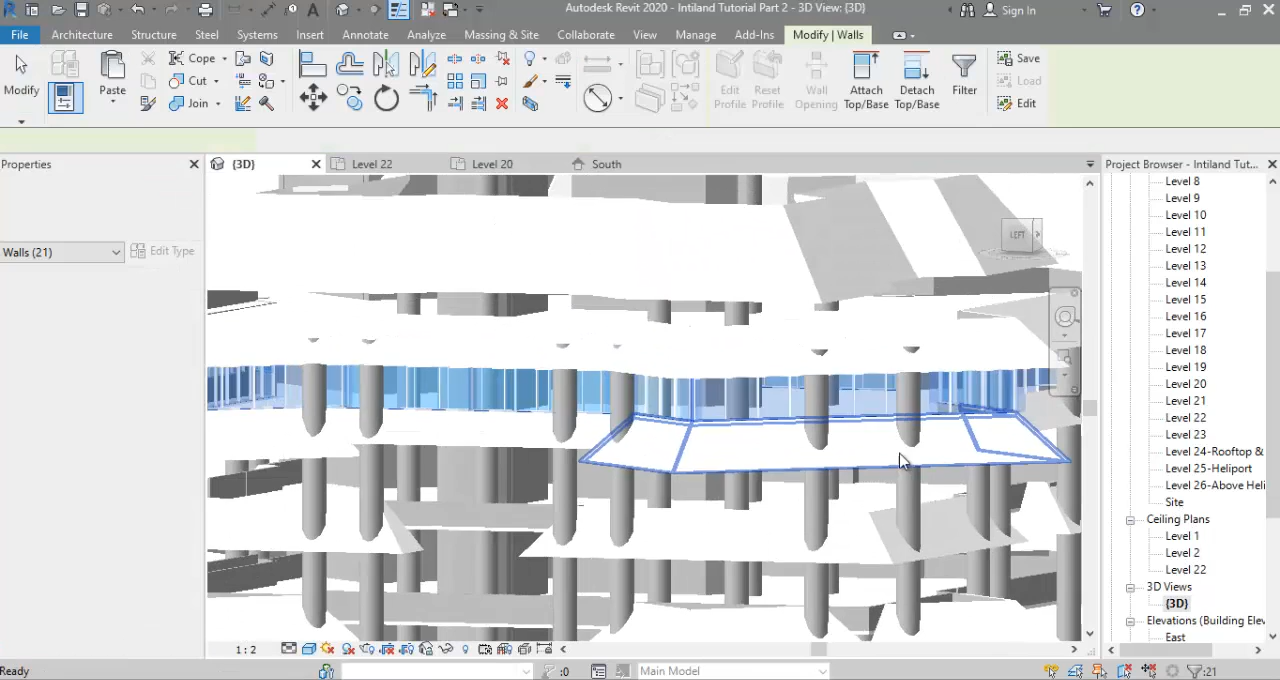 Autodesk Revit 2020 - Intiland Tutorial Part 2 - 3D View: {3D}
Sign In
File Architecture Structure Steel Systems Insert Annotate Analyze Massing & Site Collaborate View Manage Add-Ins Modify | Walls
Modify
Paste
Cope
Cut
Join
Edit Profile
Reset Profile
Wall Opening
Attach Top/Base
Detach Top/Base
Filter
Save
Load
Edit
Properties
{3D}
Level 22
Level 20
South
Project Browser - Intiland Tut...
Walls (21)
Edit Type
LEFT
Level 8
Level 9
Level 10
Level 11
Level 12
Level 13
Level 14
Level 15
Level 16
Level 17
Level 18
Level 19
Level 20
Level 21
Level 22
Level 23
Level 24-Rooftop &
Level 25-Heliport
Level 26-Above Heli
Site
Ceiling Plans
Level 1
Level 2
Level 22
3D Views
{3D}
Elevations (Building Elev
East
1 : 2
Ready
:0
Main Model
:21